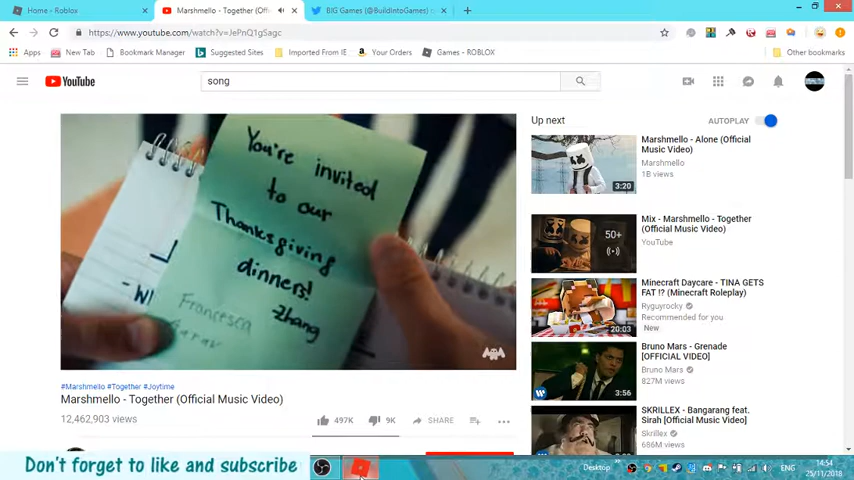 Home - Roblox
Marshmello - Together (Offi
BIG Games (@BuildIntoGames)
https://www.youtube.com/watch?v=JePnQ1gSagc
Apps
Bookmark Manager
Suggested Sites
Imported From IE
Your Orders
Games - ROBLOX
Other bookmarks
YouTube
song
You're invited
to our
Thanksgiving
dinners!
Zhang
Francesca
#Marshmello #Together #Joytime
Marshmello - Together (Official Music Video)
12,462,903 views
497K
9K
SHARE
Up next
AUTOPLAY
Marshmello - Alone (Official
Music Video)
Marshmello
1B views
3:20
Mix - Marshmello - Together
(Official Music Video)
YouTube
50+
Minecraft Daycare - TINA GETS
FAT !? (Minecraft Roleplay)
Ryguyrocky
Recommended for you
New
20:03
Bruno Mars - Grenade
[OFFICIAL VIDEO]
Bruno Mars
827M views
3:56
SKRILLEX - Bangarang feat.
Sirah [Official Music Video]
Skrillex
686M views
Don't forget to like and subscribe
Desktop
ENG
14:54
25/11/2018